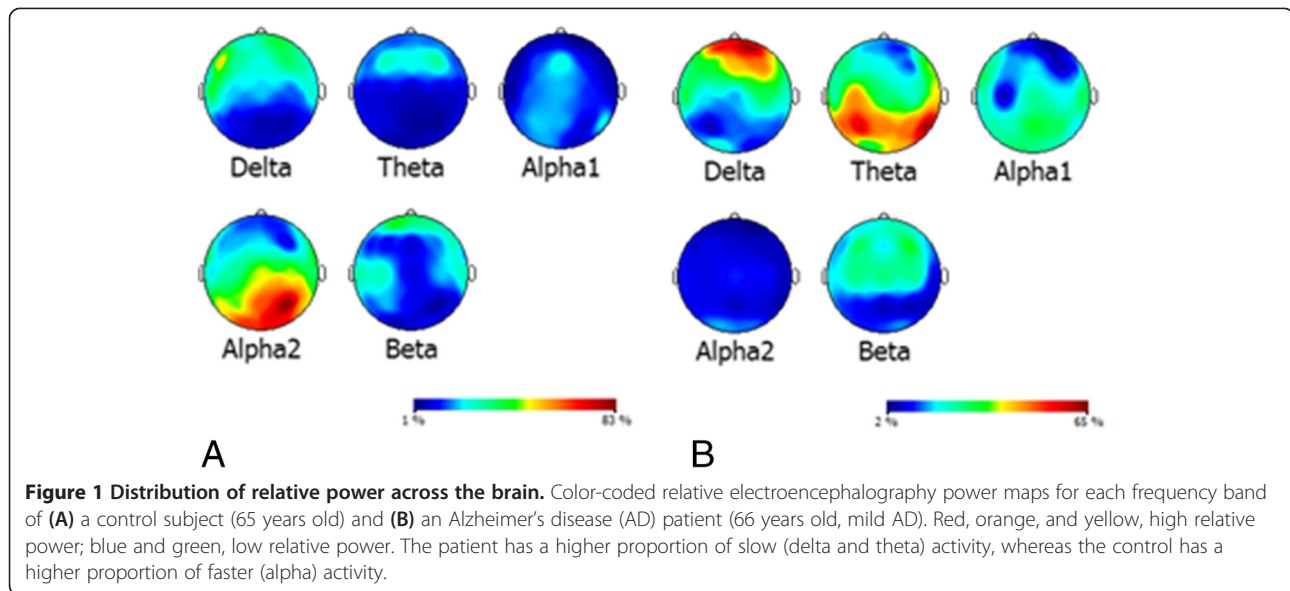 Delta Theta Alpha1 Delta Theta Alpha1
Alpha2 Beta Alpha2 Beta
1 % 83 % 2 % 65 %
A B
Figure 1 Distribution of relative power across the brain. Color-coded relative electroencephalography power maps for each frequency band
of (A) a control subject (65 years old) and (B) an Alzheimer's disease (AD) patient (66 years old, mild AD). Red, orange, and yellow, high relative
power; blue and green, low relative power. The patient has a higher proportion of slow (delta and theta) activity, whereas the control has a
higher proportion of faster (alpha) activity.